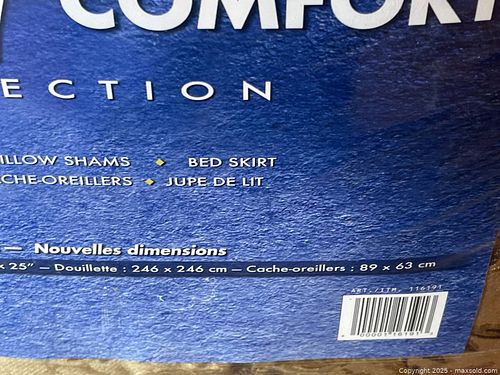 COMFORT
ECTION
ILLOW SHAMS ◆ BED SKIRT
CHE-OREILLERS ◆ JUPE DE LIT
— Nouvelles dimensions
x 25" — Douillette : 246 x 246 cm — Cache-oreillers : 89 x 63 cm
ART./ITM. 116191
Copyright 2025 - maxsold.com